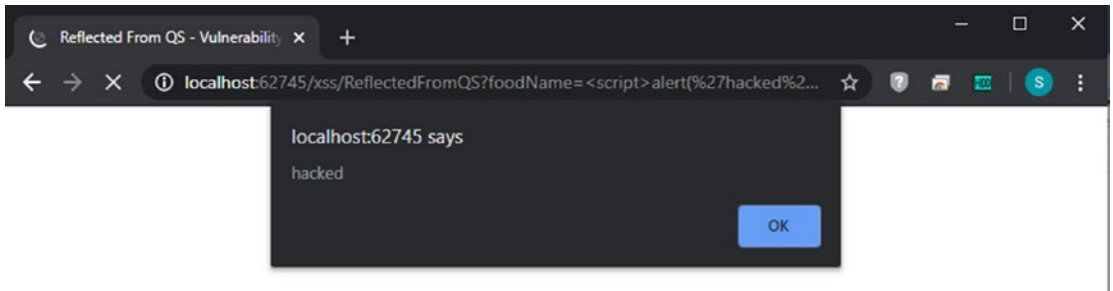 Reflected From QS - Vulnerability
localhost:62745/xss/ReflectedFromQS?foodName=<script>alert(%27hacked%2...
S
localhost:62745 says
hacked
OK